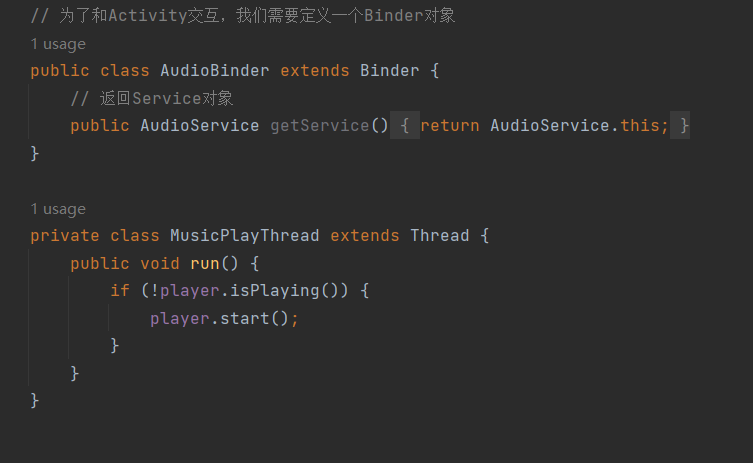 // 为了和Activity交互，我们需要定义一个Binder对象
1 usage
public class AudioBinder extends Binder {
// 返回Service对象
public AudioService getService() { return AudioService.this; }
}
1 usage
private class MusicPlayThread extends Thread {
public void run() {
if (!player.isPlaying()) {
player.start();
}
}
}